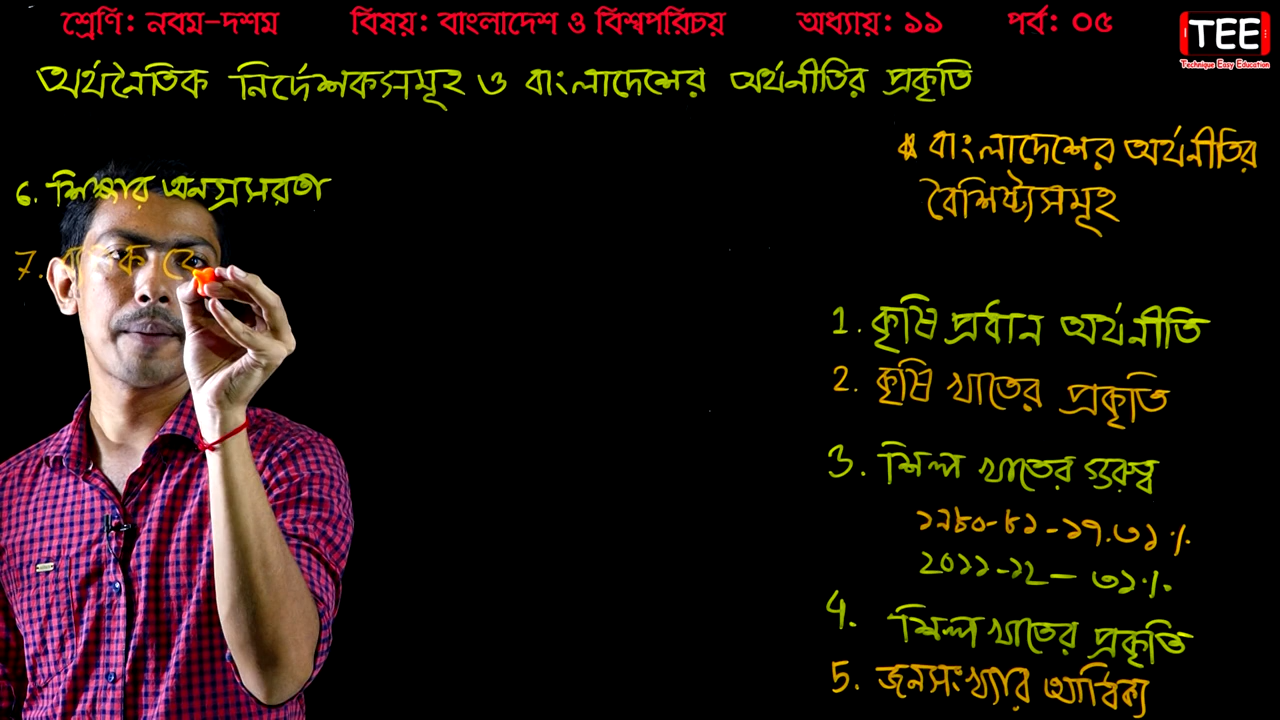 শ্রেণি: নবম-দশম বিষয়: বাংলাদেশ ও বিশ্বপরিচয় অধ্যায়: ১১ পর্ব: ০৫
TEE
Technique Easy Education
অর্থনৈতিক নির্দেশকসমূহ ও বাংলাদেশের অর্থনীতির প্রকৃতি
* বাংলাদেশের অর্থনীতির
বৈশিষ্ট্যসমূহ
6. শিক্ষার অনগ্রসরতা
7.
1. কৃষি প্রধান অর্থনীতি
2. কৃষি খাতের প্রকৃতি
3. শিল্প খাতের গুরুত্ব
১৯৮০-৮১ - ১৭.৩১%
২০১১-১২ — ৩১%
4. শিল্প খাতের প্রকৃতি
5. জনসংখ্যার আধিক্য